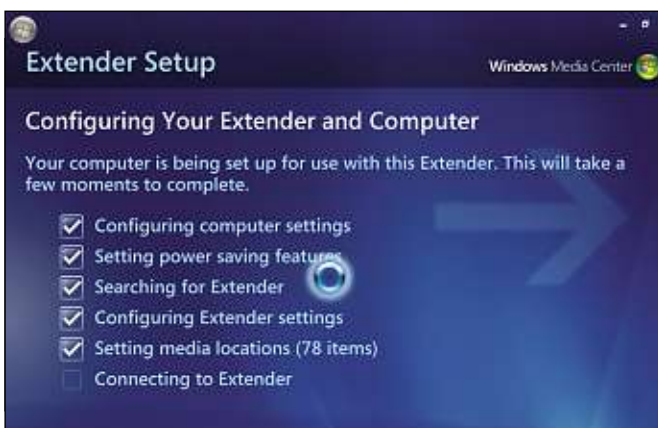 Extender Setup
Windows Media Center
Configuring Your Extender and Computer
Your computer is being set up for use with this Extender. This will take a
few moments to complete.
Configuring computer settings
Setting power saving features
Searching for Extender
Configuring Extender settings
Setting media locations (78 items)
Connecting to Extender